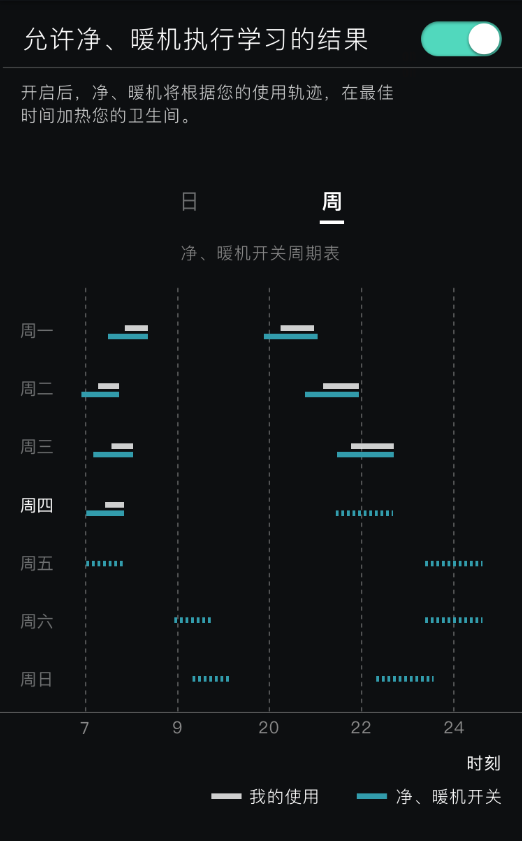 允许净、暖机执行学习的结果
开启后，净、暖机将根据您的使用轨迹，在最佳
时间加热您的卫生间。
日 周
净、暖机开关周期表
周一
周二
周三
周四
周五
周六
周日
7 9 20 22 24
时刻
我的使用 净、暖机开关